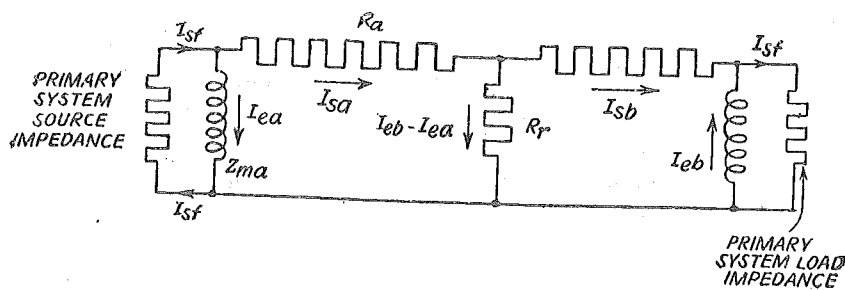 I_sf
R_a
I_sf
PRIMARY
SYSTEM
SOURCE
IMPEDANCE
I_ea
I_sa
I_eb - I_ea
R_r
I_sb
I_eb
Z_ma
I_sf
PRIMARY
SYSTEM LOAD
IMPEDANCE